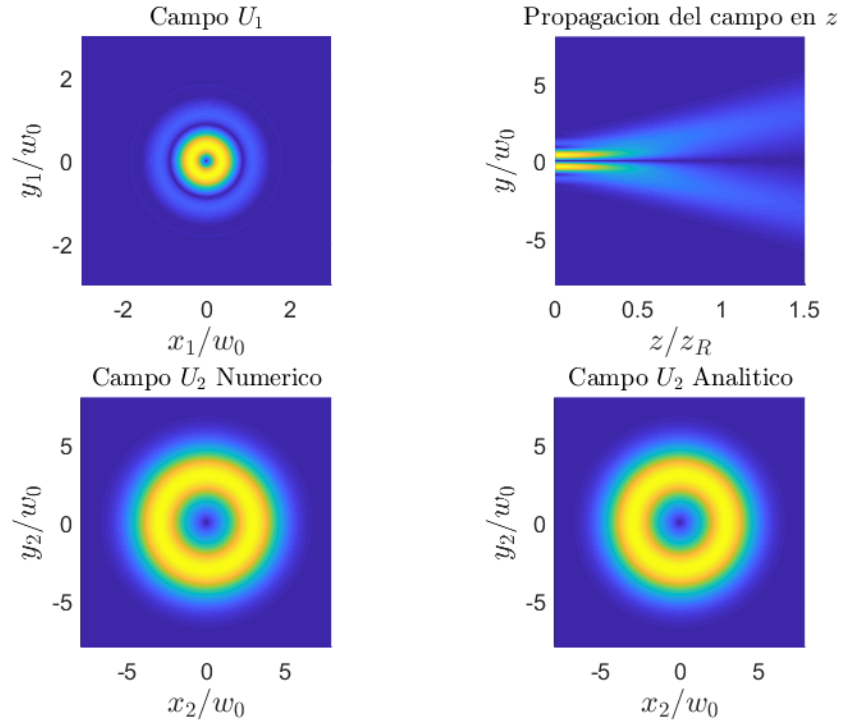 Campo U₁
2
0
-2
y₁/w₀
-2 0 2
x₁/w₀
Propagacion del campo en z
5
0
-5
y/w₀
0 0.5 1 1.5
z/z_R
Campo U₂ Numerico
5
0
-5
y₂/w₀
-5 0 5
x₂/w₀
Campo U₂ Analitico
5
0
-5
y₂/w₀
-5 0 5
x₂/w₀